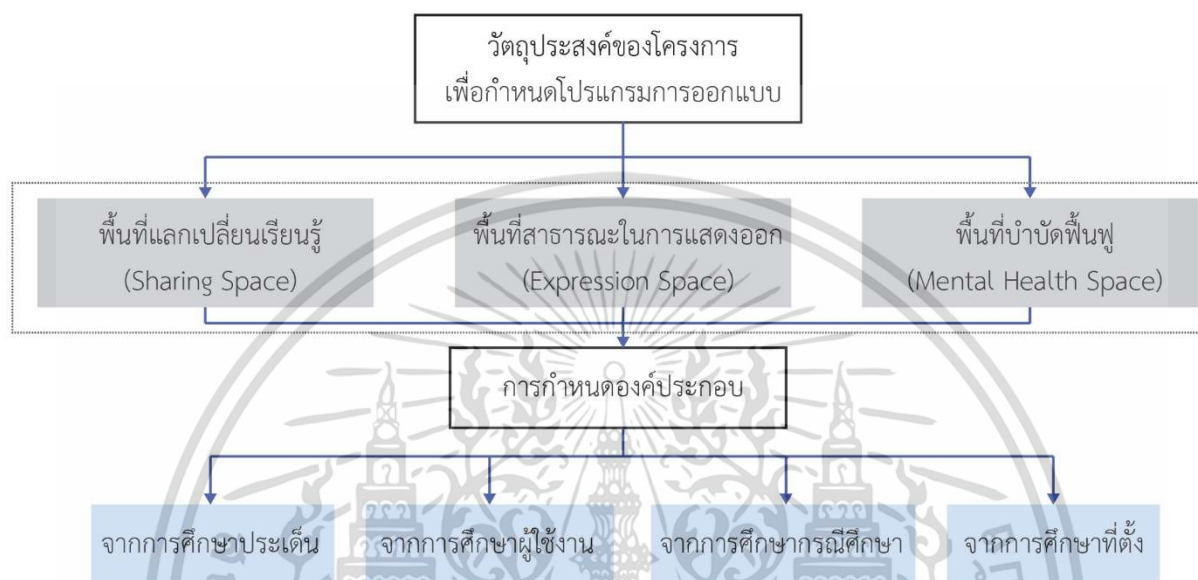 วัตถุประสงค์ของโครงการ
เพื่อกำหนดโปรแกรมการออกแบบ
พื้นที่แลกเปลี่ยนเรียนรู้
(Sharing Space)
พื้นที่สาธารณะในการแสดงออก
(Expression Space)
พื้นที่บำบัดฟื้นฟู
(Mental Health Space)
การกำหนดองค์ประกอบ
จากการศึกษาประเด็น
จากการศึกษาผู้ใช้งาน
จากการศึกษากรณีศึกษา
จากการศึกษาที่ตั้ง